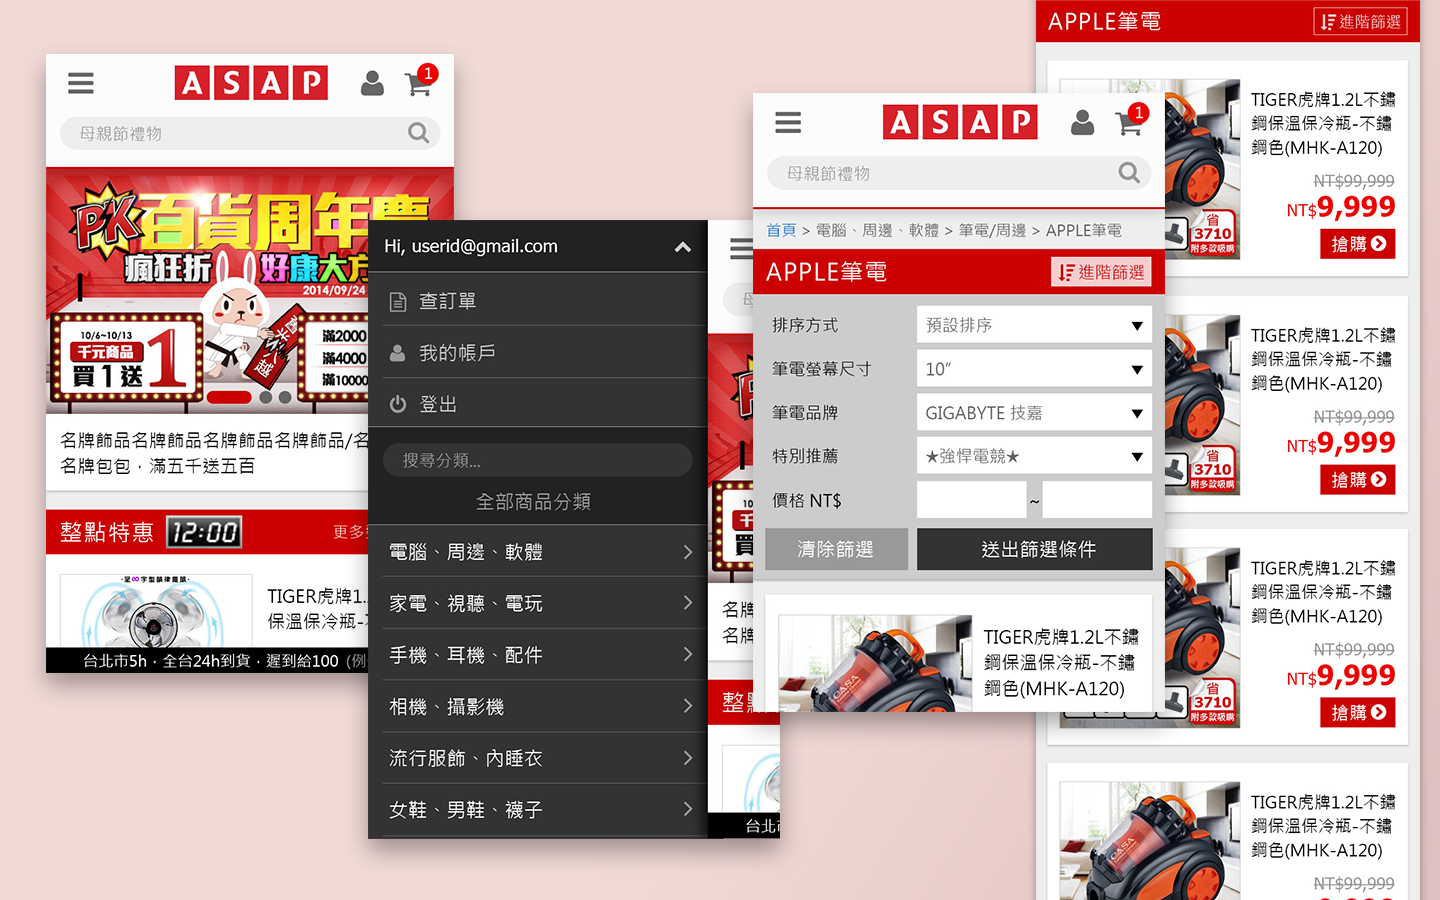 ASAP
1
母親節禮物
PK
百貨周年慶
瘋狂折
好康大方
2014/09/24
10/6~10/13
千元商品
買1送1
滿2000
滿4000
滿10000
名牌飾品名牌飾品名牌飾品名牌飾品/名
名牌包包，滿五千送五百
整點特惠 12:00
TIGER虎牌1.
保溫保冷瓶-不
台北市5h，全台24h到貨，遲到給100 (例
Hi, userid@gmail.com
查訂單
我的帳戶
登出
搜尋分類...
全部商品分類
電腦、周邊、軟體
家電、視聽、電玩
手機、耳機、配件
相機、攝影機
流行服飾、內睡衣
女鞋、男鞋、襪子
名牌
名牌
整點
台北市
ASAP
1
母親節禮物
首頁 > 電腦、周邊、軟體 > 筆電/周邊 > APPLE筆電
APPLE筆電
進階篩選
排序方式
預設排序
筆電螢幕尺寸
10”
筆電品牌
GIGABYTE 技嘉
特別推薦
★強悍電競★
價格 NT$
~
清除篩選
送出篩選條件
CASA
TIGER虎牌1.2L不鏽
鋼保溫保冷瓶-不鏽
鋼色(MHK-A120)
APPLE筆電
進階篩選
TIGER虎牌1.2L不鏽
鋼保溫保冷瓶-不鏽
鋼色(MHK-A120)
NT$99,999
NT$9,999
省
3710
附多款吸嘴
搶購
TIGER虎牌1.2L不鏽
鋼保溫保冷瓶-不鏽
鋼色(MHK-A120)
NT$99,999
NT$9,999
省
3710
附多款吸嘴
搶購
TIGER虎牌1.2L不鏽
鋼保溫保冷瓶-不鏽
鋼色(MHK-A120)
NT$99,999
NT$9,999
省
3710
附多款吸嘴
搶購
TIGER虎牌1.2L不鏽
鋼保溫保冷瓶-不鏽
鋼色(MHK-A120)
CASA
NT$99,999